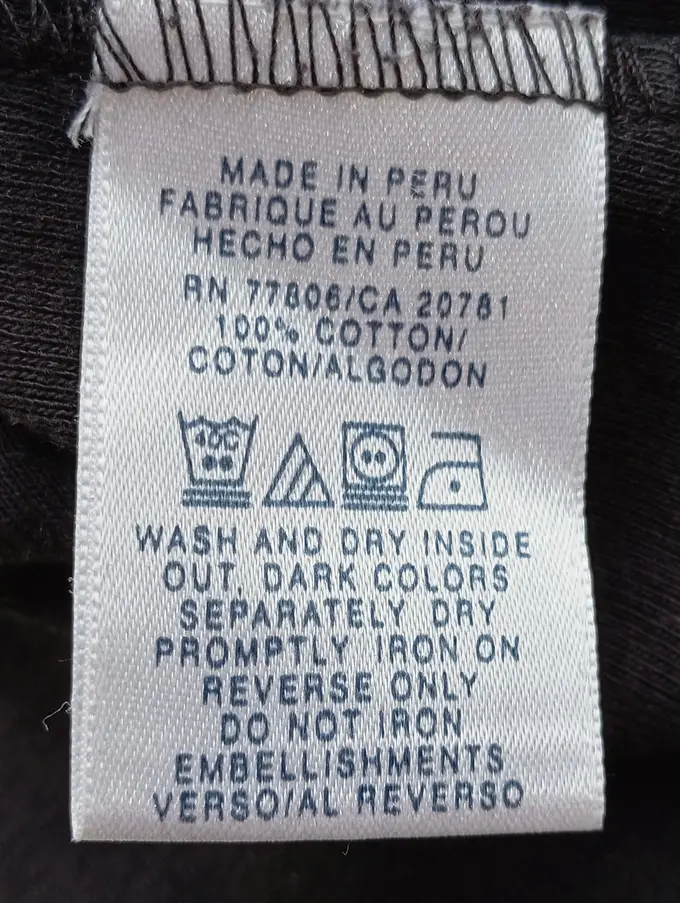 MADE IN PERU
FABRIQUE AU PEROU
HECHO EN PERU
RN 77806/CA 20781
100% COTTON/
COTON/ALGODON
40C
WASH AND DRY INSIDE
OUT, DARK COLORS
SEPARATELY DRY
PROMPTLY IRON ON
REVERSE ONLY
DO NOT IRON
EMBELLISHMENTS
VERSO/AL REVERSO